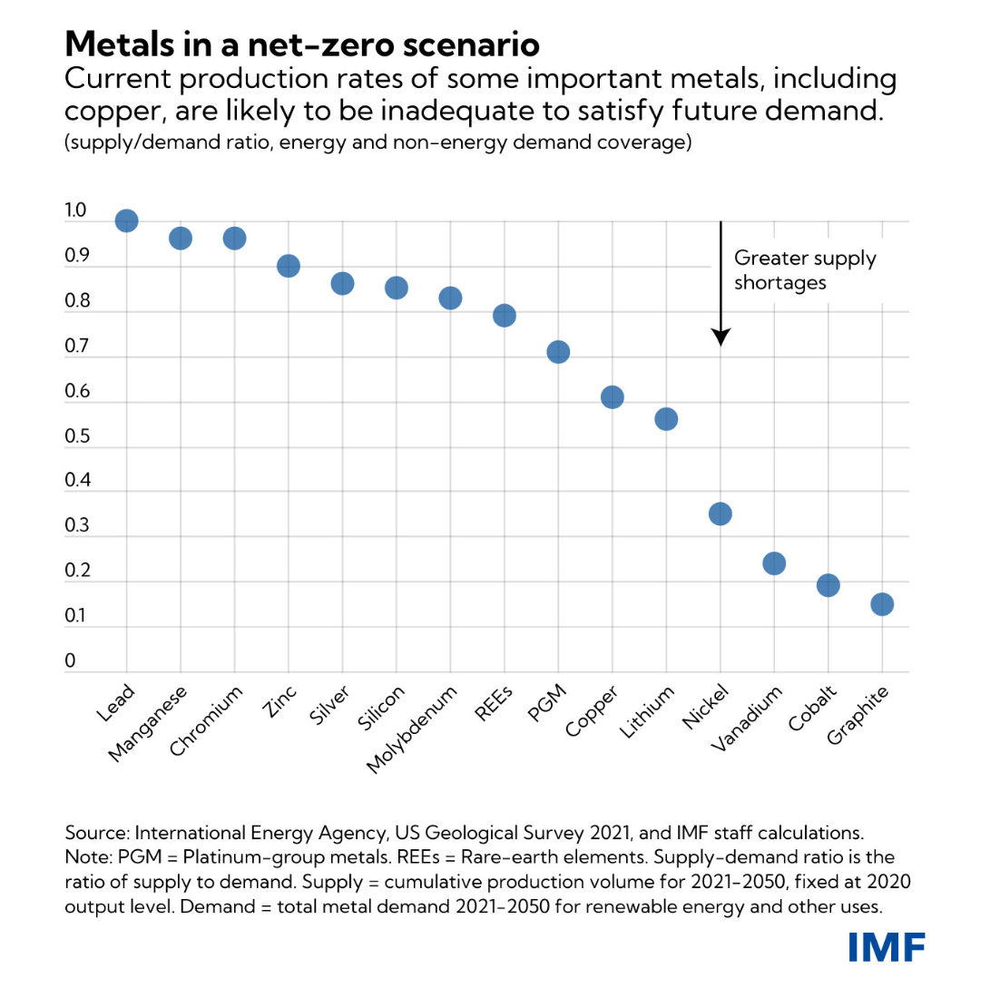 Metals in a net-zero scenario
Current production rates of some important metals, including
copper, are likely to be inadequate to satisfy future demand.
(supply/demand ratio, energy and non-energy demand coverage)
1.0
0.9
0.8
0.7
0.6
0.5
0.4
0.3
0.2
0.1
0
Greater supply
shortages
Lead
Manganese
Chromium
Zinc
Silver
Silicon
Molybdenum
REEs
PGM
Copper
Lithium
Nickel
Vanadium
Cobalt
Graphite
Source: International Energy Agency, US Geological Survey 2021, and IMF staff calculations.
Note: PGM = Platinum-group metals. REEs = Rare-earth elements. Supply-demand ratio is the
ratio of supply to demand. Supply = cumulative production volume for 2021-2050, fixed at 2020
output level. Demand = total metal demand 2021-2050 for renewable energy and other uses.
IMF